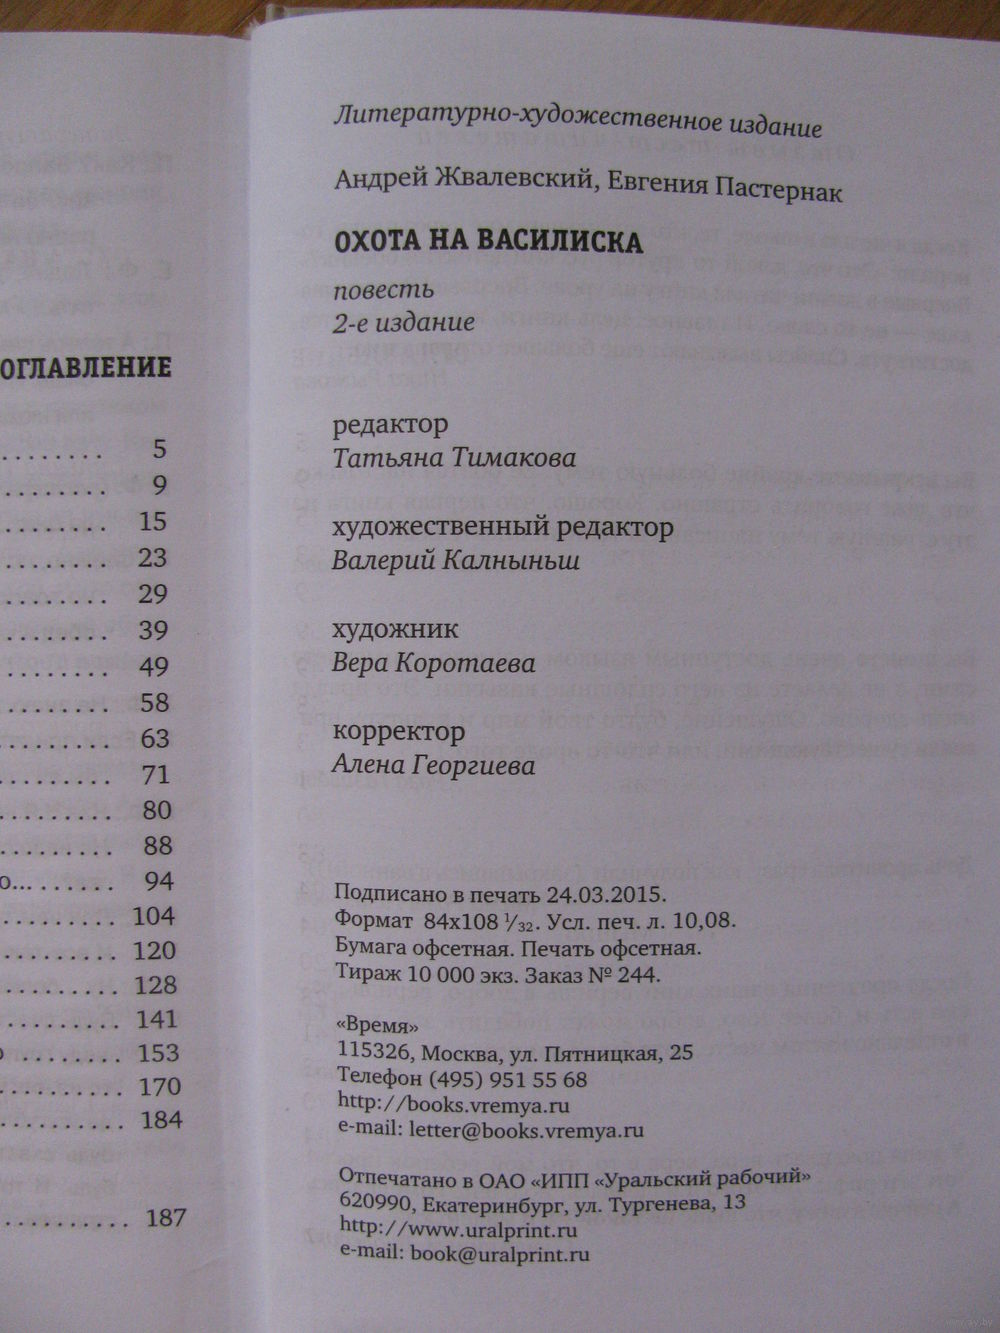 ОГЛАВЛЕНИЕ
. . . . . . . . 5
. . . . . . . . 9
. . . . . . . . 15
. . . . . . . . 23
. . . . . . . . 29
. . . . . . . . 39
. . . . . . . . 49
. . . . . . . . 58
. . . . . . . . 63
. . . . . . . . 71
. . . . . . . . 80
. . . . . . . . 88
о... . . . . . . . 94
. . . . . . . . 104
. . . . . . . . 120
. . . . . . . . 128
. . . . . . . . 141
. . . . . . . . 153
. . . . . . . . 170
. . . . . . . . 184
. . . . . . . . 187
Литературно-художественное издание
Андрей Жвалевский, Евгения Пастернак
ОХОТА НА ВАСИЛИСКА
повесть
2-е издание
редактор
Татьяна Тимакова
художественный редактор
Валерий Калныньш
художник
Вера Коротаева
корректор
Алена Георгиева
Подписано в печать 24.03.2015.
Формат 84х108 1/32. Усл. печ. л. 10,08.
Бумага офсетная. Печать офсетная.
Тираж 10 000 экз. Заказ № 244.
«Время»
115326, Москва, ул. Пятницкая, 25
Телефон (495) 951 55 68
http://books.vremya.ru
e-mail: letter@books.vremya.ru
Отпечатано в ОАО «ИПП «Уральский рабочий»
620990, Екатеринбург, ул. Тургенева, 13
http://www.uralprint.ru
e-mail: book@uralprint.ru